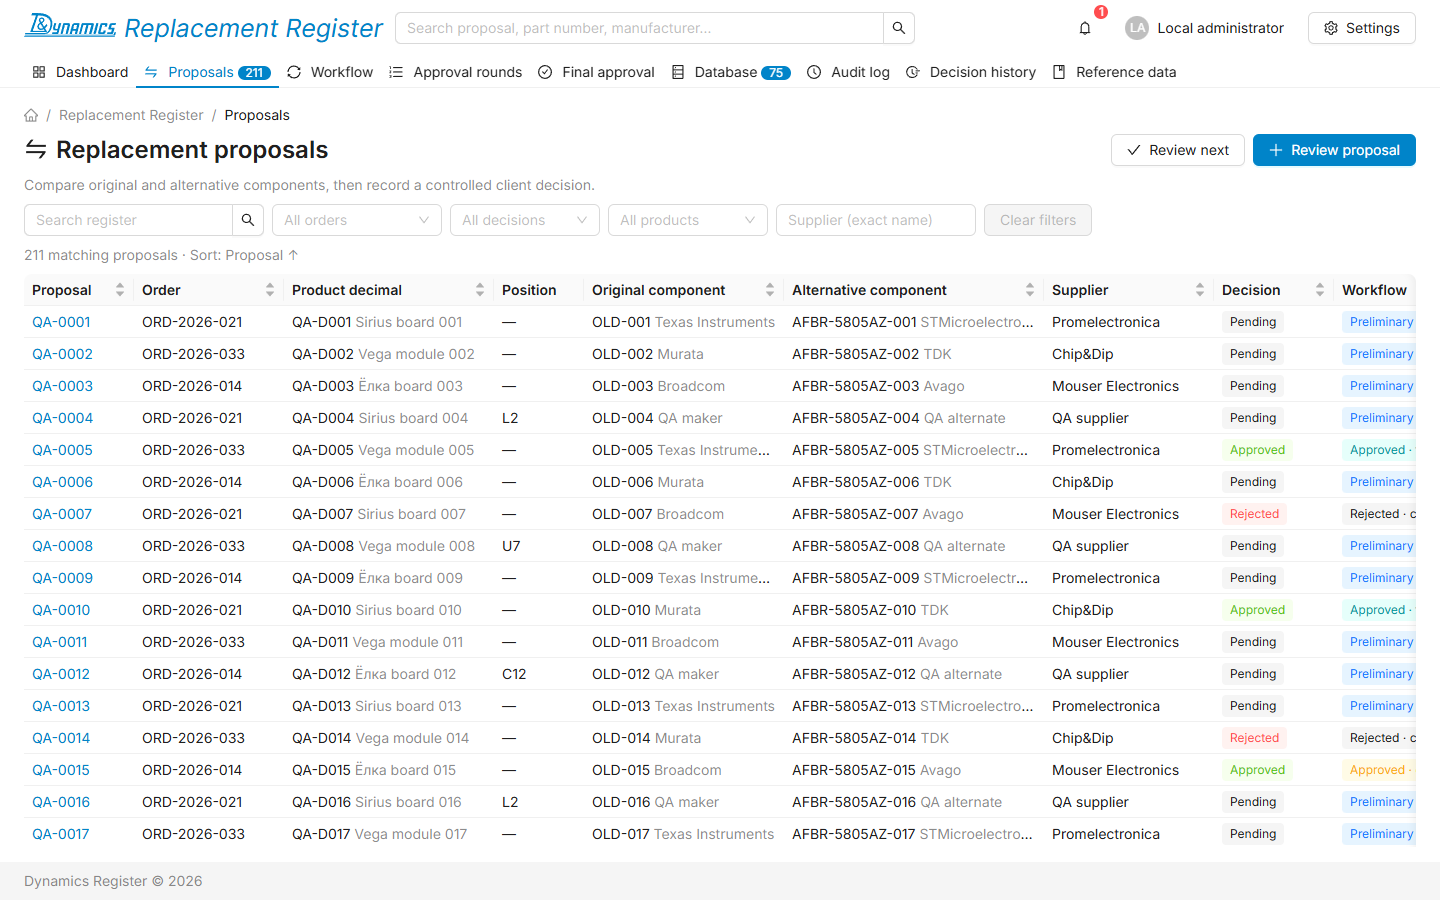 Dynamics Replacement Register Search proposal, part number, manufacturer... 1 LA Local administrator Settings
Dashboard Proposals 211 Workflow Approval rounds Final approval Database 75 Audit log Decision history Reference data
/ Replacement Register / Proposals
Replacement proposals Review next Review proposal
Compare original and alternative components, then record a controlled client decision.
Search register All orders All decisions All products Supplier (exact name) Clear filters
211 matching proposals · Sort: Proposal ↑
Proposal Order Product decimal Position Original component Alternative component Supplier Decision Workflow
QA-0001 ORD-2026-021 QA-D001 Sirius board 001 — OLD-001 Texas Instruments AFBR-5805AZ-001 STMicroelectro... Promelectronica Pending Preliminary
QA-0002 ORD-2026-033 QA-D002 Vega module 002 — OLD-002 Murata AFBR-5805AZ-002 TDK Chip&Dip Pending Preliminary
QA-0003 ORD-2026-014 QA-D003 Ёлка board 003 — OLD-003 Broadcom AFBR-5805AZ-003 Avago Mouser Electronics Pending Preliminary
QA-0004 ORD-2026-021 QA-D004 Sirius board 004 L2 OLD-004 QA maker AFBR-5805AZ-004 QA alternate QA supplier Pending Preliminary
QA-0005 ORD-2026-033 QA-D005 Vega module 005 — OLD-005 Texas Instrume... AFBR-5805AZ-005 STMicroelectr... Promelectronica Approved Approved ·
QA-0006 ORD-2026-014 QA-D006 Ёлка board 006 — OLD-006 Murata AFBR-5805AZ-006 TDK Chip&Dip Pending Preliminary
QA-0007 ORD-2026-021 QA-D007 Sirius board 007 — OLD-007 Broadcom AFBR-5805AZ-007 Avago Mouser Electronics Rejected Rejected · c
QA-0008 ORD-2026-033 QA-D008 Vega module 008 U7 OLD-008 QA maker AFBR-5805AZ-008 QA alternate QA supplier Pending Preliminary
QA-0009 ORD-2026-014 QA-D009 Ёлка board 009 — OLD-009 Texas Instrume... AFBR-5805AZ-009 STMicroelectr... Promelectronica Pending Preliminary
QA-0010 ORD-2026-021 QA-D010 Sirius board 010 — OLD-010 Murata AFBR-5805AZ-010 TDK Chip&Dip Approved Approved ·
QA-0011 ORD-2026-033 QA-D011 Vega module 011 — OLD-011 Broadcom AFBR-5805AZ-011 Avago Mouser Electronics Pending Preliminary
QA-0012 ORD-2026-014 QA-D012 Ёлка board 012 C12 OLD-012 QA maker AFBR-5805AZ-012 QA alternate QA supplier Pending Preliminary
QA-0013 ORD-2026-021 QA-D013 Sirius board 013 — OLD-013 Texas Instruments AFBR-5805AZ-013 STMicroelectro... Promelectronica Pending Preliminary
QA-0014 ORD-2026-033 QA-D014 Vega module 014 — OLD-014 Murata AFBR-5805AZ-014 TDK Chip&Dip Rejected Rejected · c
QA-0015 ORD-2026-014 QA-D015 Ёлка board 015 — OLD-015 Broadcom AFBR-5805AZ-015 Avago Mouser Electronics Approved Approved ·
QA-0016 ORD-2026-021 QA-D016 Sirius board 016 L2 OLD-016 QA maker AFBR-5805AZ-016 QA alternate QA supplier Pending Preliminary
QA-0017 ORD-2026-033 QA-D017 Vega module 017 — OLD-017 Texas Instruments AFBR-5805AZ-017 STMicroelectro... Promelectronica Pending Preliminary
Dynamics Register © 2026